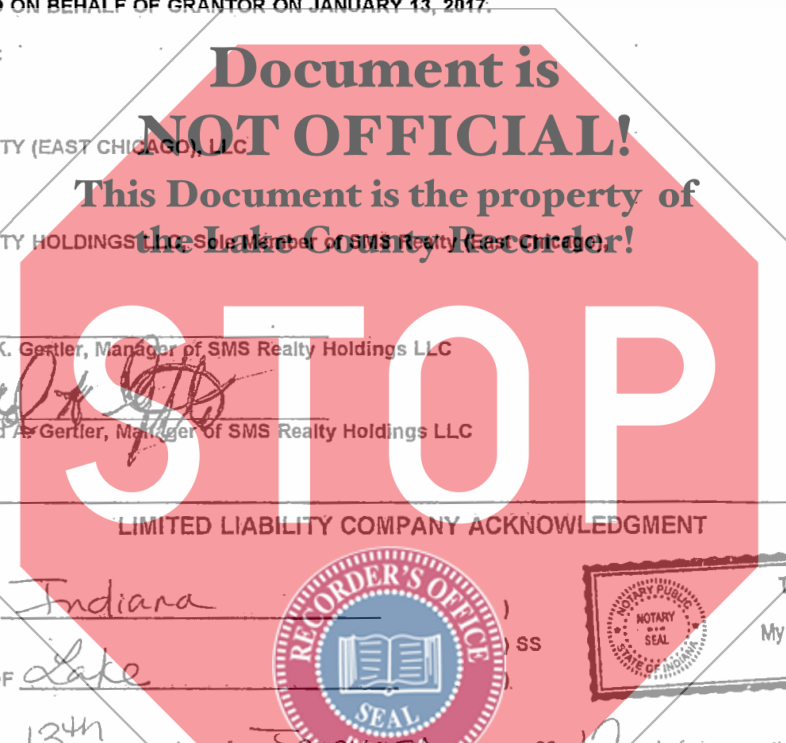 ON BEHALF OF GRANTOR ON JANUARY 13, 2017.
Document is
NOT OFFICIAL!
TY (EAST CHICAGO), LLC
This Document is the property of
the Lake County Recorder!
TY HOLDINGS LLC, Sole Member of SMS Realty (East Chicago),
STOP
K. Gertler, Manager of SMS Realty Holdings LLC
A. Gertler, Manager of SMS Realty Holdings LLC
LIMITED LIABILITY COMPANY ACKNOWLEDGMENT
RECORDER'S OFFICE
SEAL
Indiana )
) SS
OF Lake )
NOTARY PUBLIC
NOTARY
SEAL
STATE OF INDIANA
My
13th